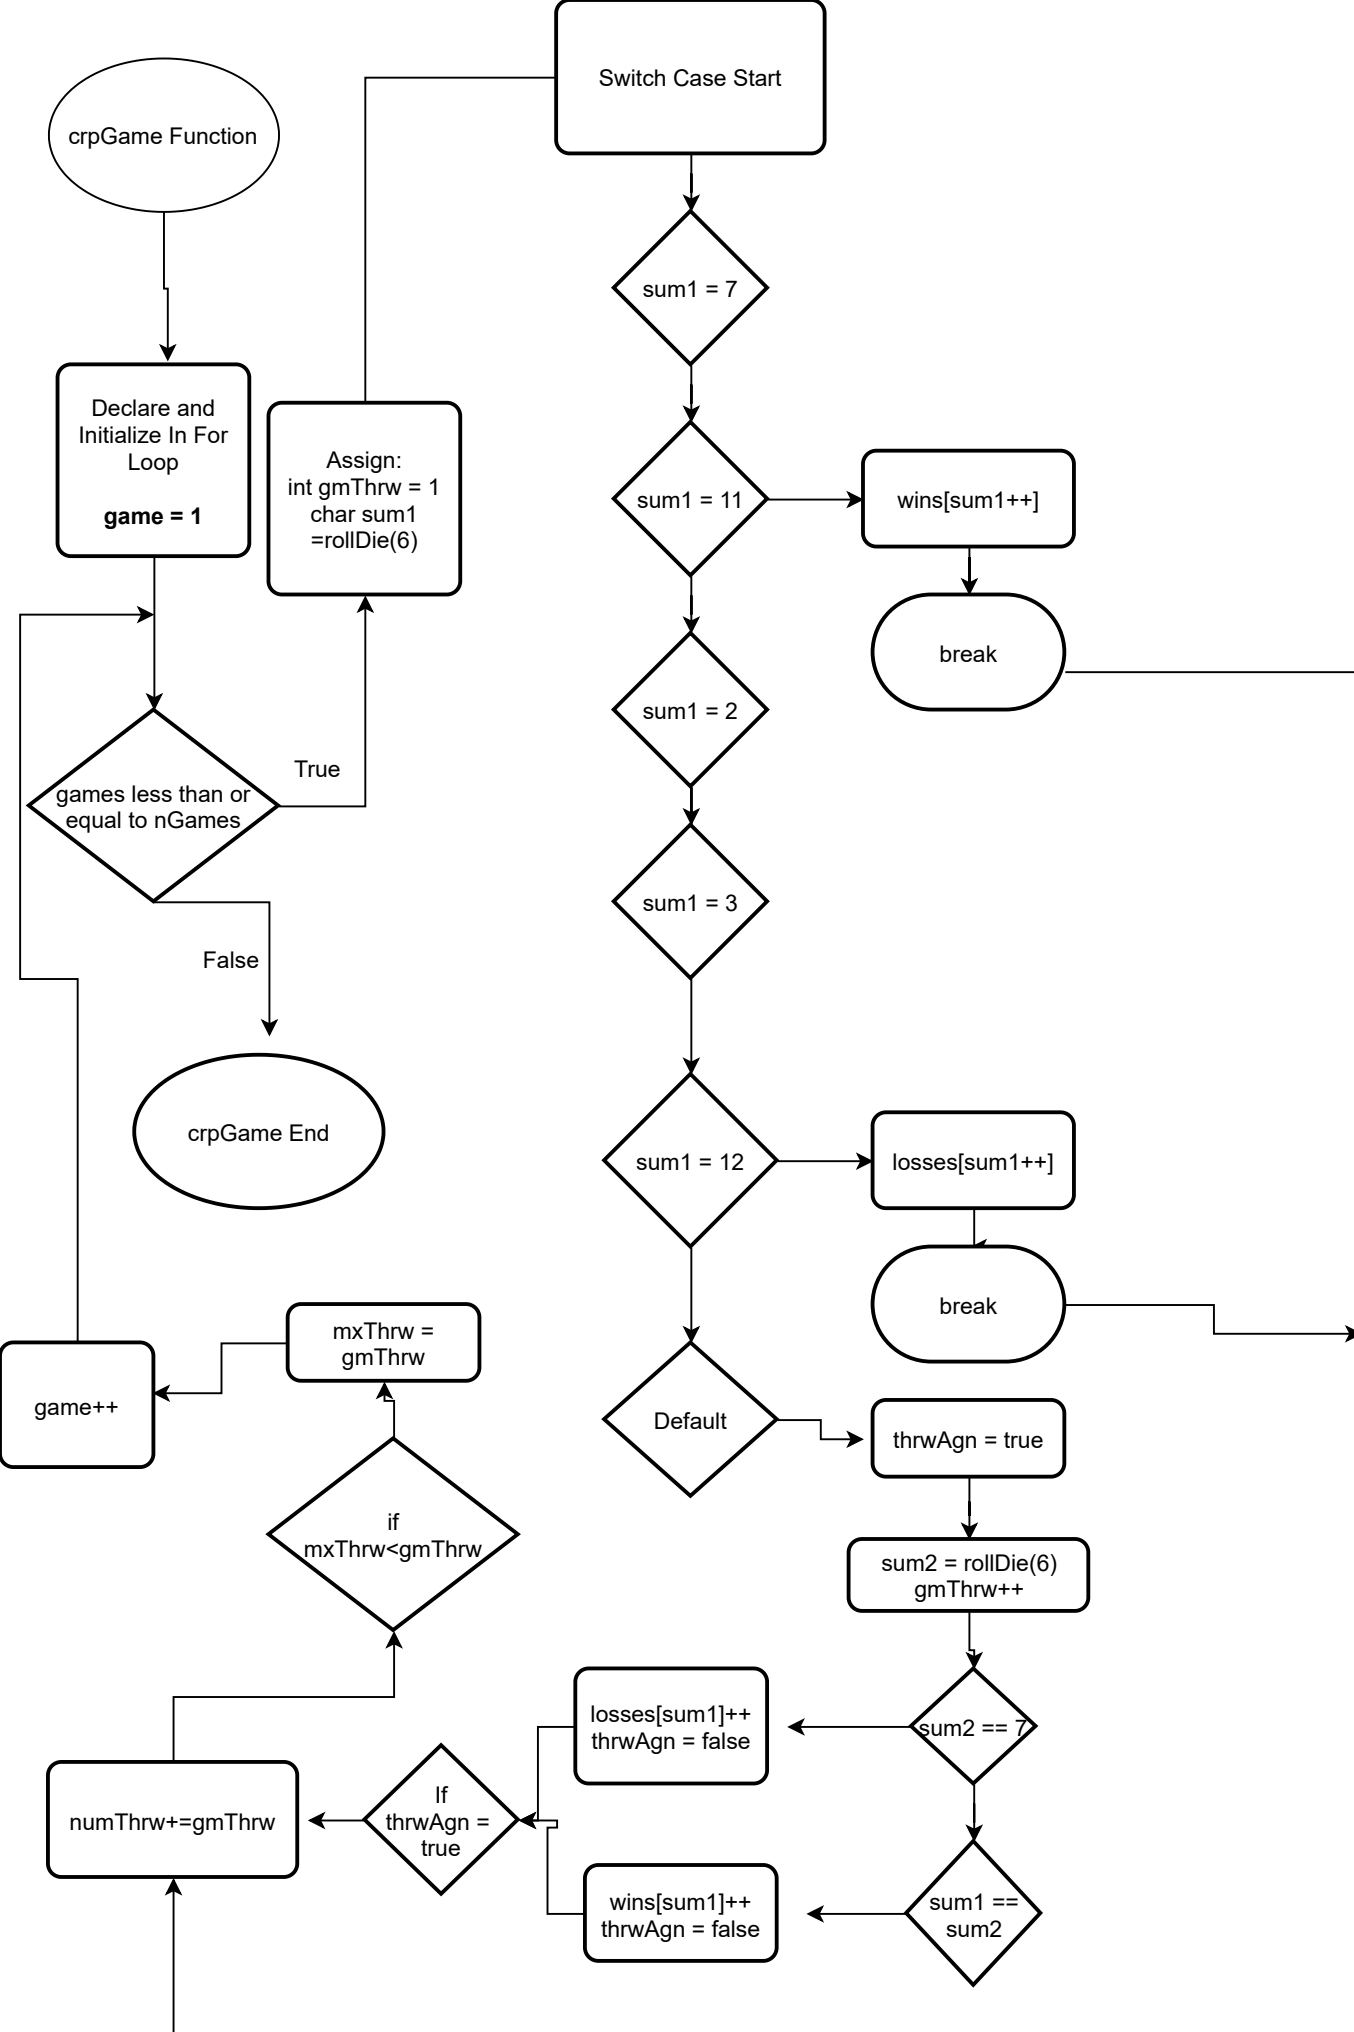 Switch Case Start
crpGame Function
sum1 = 7
Declare and
Initialize In For
Loop
game = 1
Assign:
int gmThrw = 1
char sum1
=rollDie(6)
sum1 = 11
wins[sum1++]
break
sum1 = 2
True
games less than or
equal to nGames
sum1 = 3
False
crpGame End
sum1 = 12
losses[sum1++]
break
mxThrw =
gmThrw
game++
Default
thrwAgn = true
if
mxThrw<gmThrw
sum2 = rollDie(6)
gmThrw++
losses[sum1]++
thrwAgn = false
sum2 == 7
If
thrwAgn =
true
numThrw+=gmThrw
wins[sum1]++
thrwAgn = false
sum1 ==
sum2